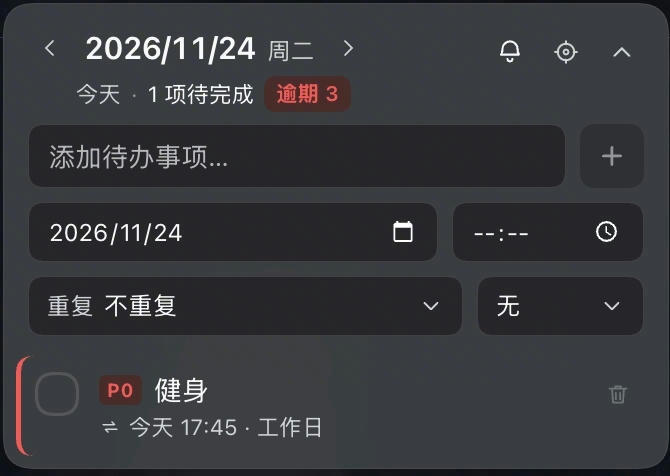 2026/11/24 周二
今天 · 1 项待完成 逾期 3
添加待办事项...
2026/11/24 --:--
重复 不重复 无
P0 健身
今天 17:45 · 工作日